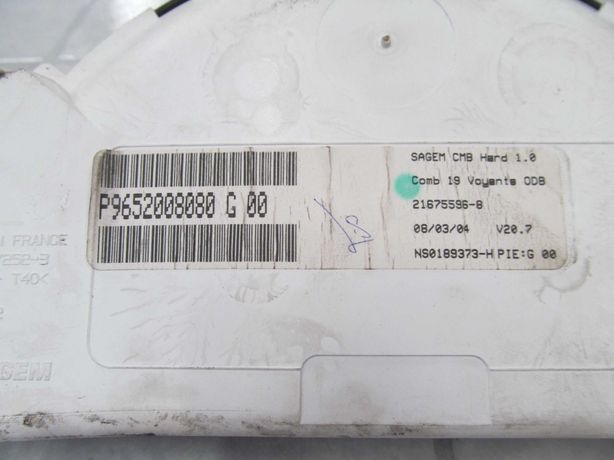 P9652008080 G 00
SAGEM CMB Hard 1.0
Comb 19 Voyants ODB
21675596-8
08/03/04 V20.7
NS0189373-H PIE:G 00
FRANCE
T40<
GEM